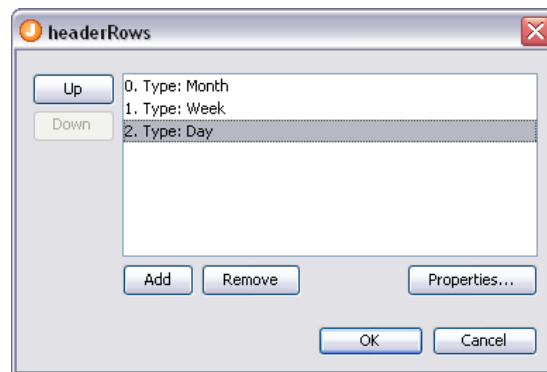 headerRows
Up
Down
0. Type: Month
1. Type: Week
2. Type: Day
Add
Remove
Properties...
OK
Cancel